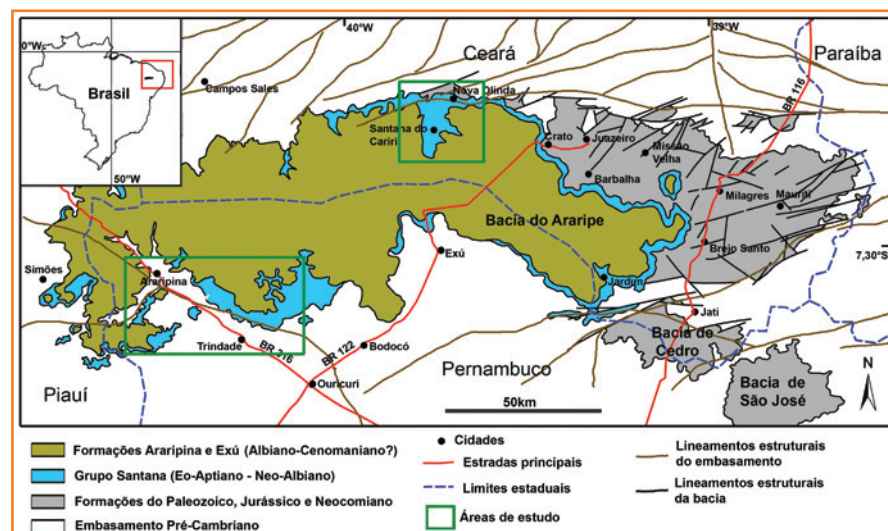 40
39
0°W
Ceará
Paraíba
Brasil
Campos Sales
Nova Olinda
BR 116
50°W
Santana do
Cariri
Crato
Juazeiro
Missão
Velha
Barbalha
Milagres
Mauriti
Bacia do Araripe
Brejo Santo
7,30°S
Simões
Araripina
Exú
Jardim
Jati
Trindade
BR 316
BR 122
Bodocó
Bacia de
Cedro
Pernambuco
Piauí
Ouricuri
50km
Bacia de
São José
N
Formações Araripina e Exú (Albiano-Cenomaniano?)
Grupo Santana (Eo-Aptiano - Neo-Albiano)
Formações do Paleozoico, Jurássico e Neocomiano
Embasamento Pré-Cambriano
Cidades
Estradas principais
Limites estaduais
Áreas de estudo
Lineamentos estruturais
do embasamento
Lineamentos estruturais
da bacia